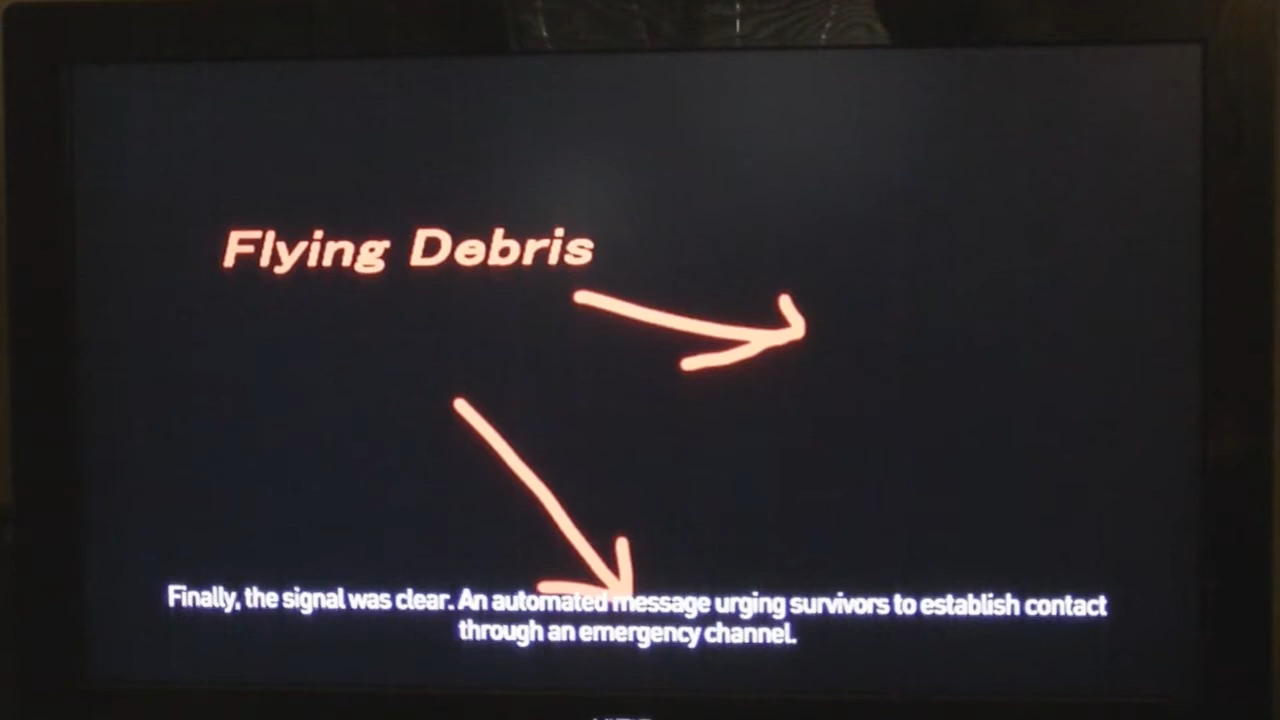 Flying Debris
Finally, the signal was clear. An automated message urging survivors to establish contact
through an emergency channel.